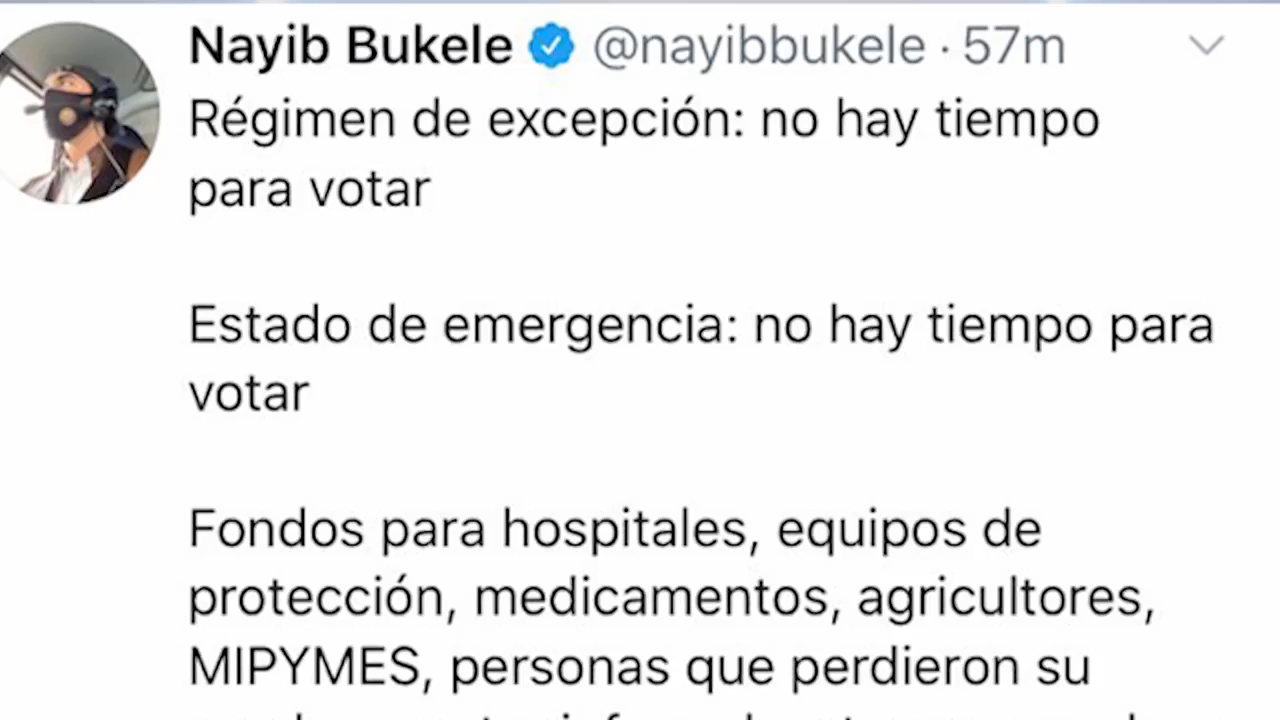 Nayib Bukele @nayibbukele · 57m
Régimen de excepción: no hay tiempo
para votar
Estado de emergencia: no hay tiempo para
votar
Fondos para hospitales, equipos de
protección, medicamentos, agricultores,
MIPYMES, personas que perdieron su